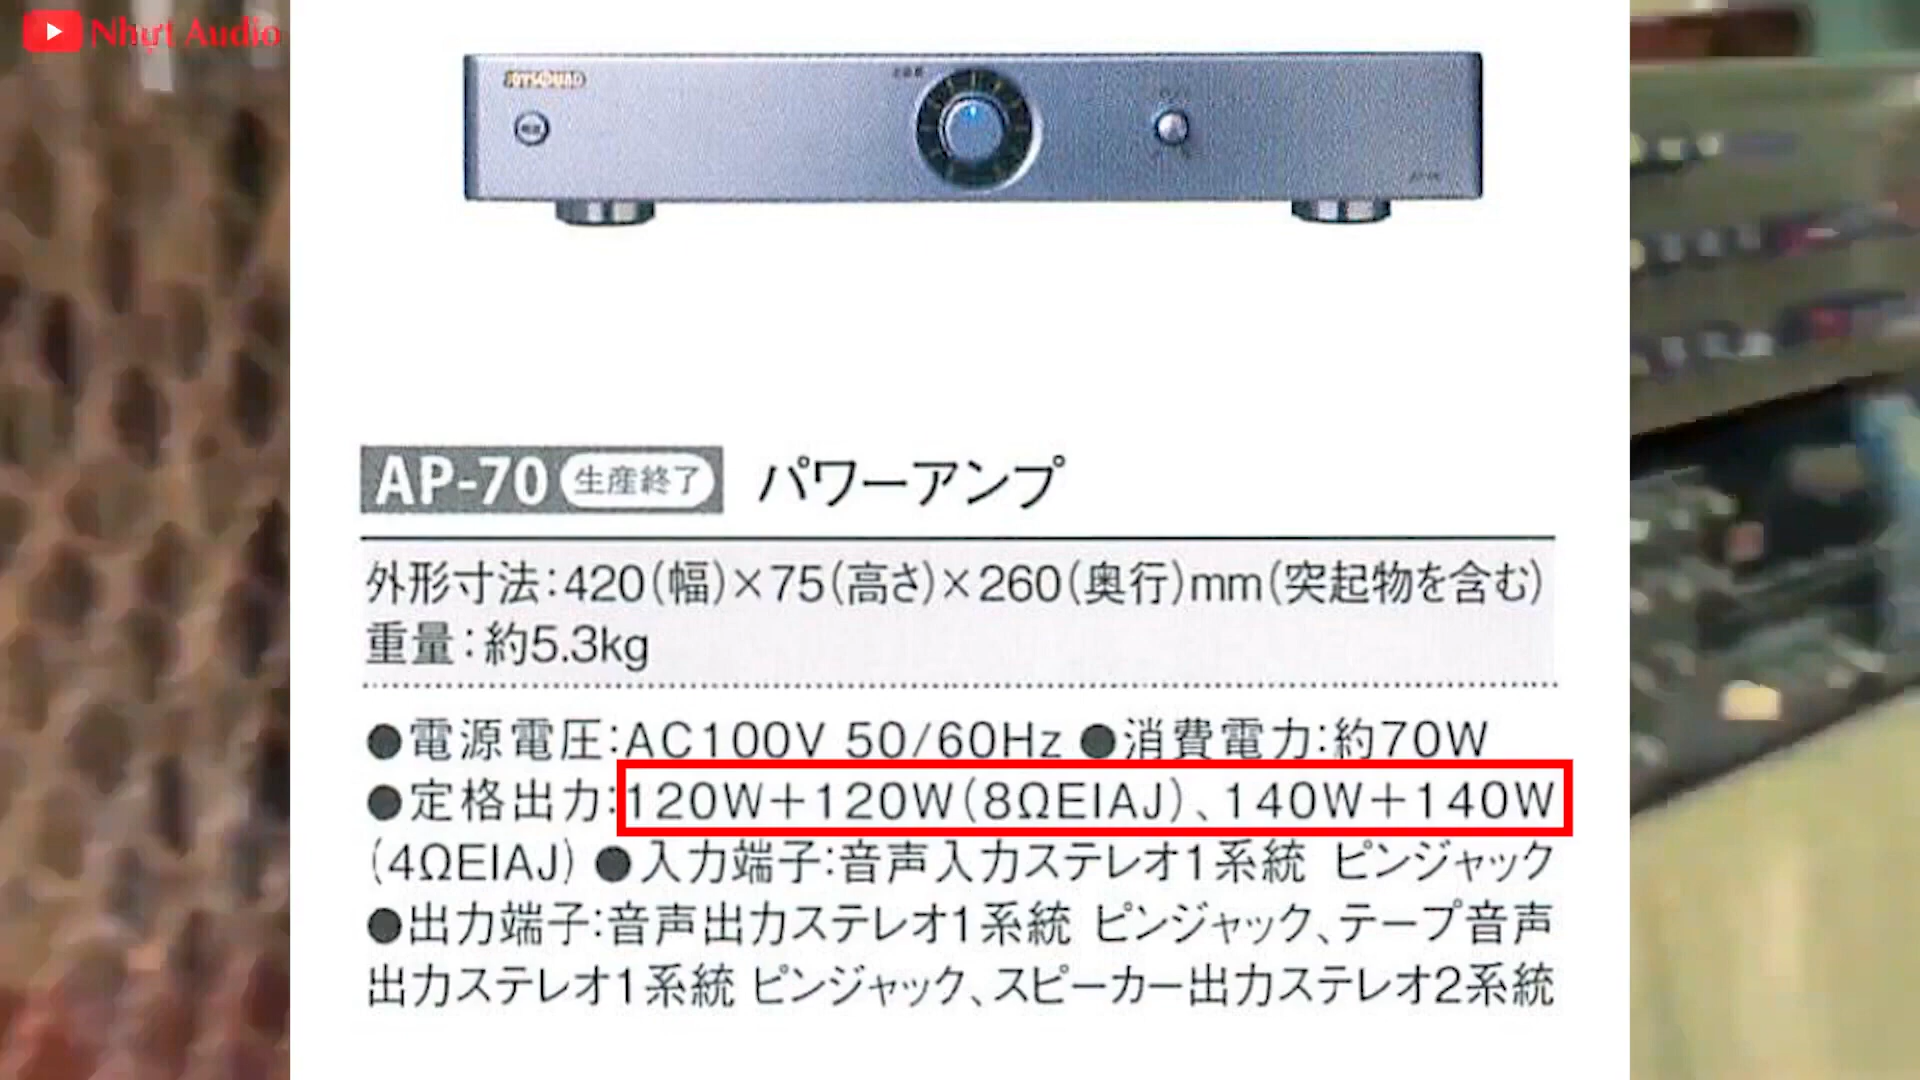 Nhựt Audio
JOYSOUND
AP-70 生産終了 パワーアンプ
外形寸法:420(幅)×75(高さ)×260(奥行)mm(突起物を含む)
重量:約5.3kg
●電源電圧:AC100V 50/60Hz ●消費電力:約70W
●定格出力:120W+120W(8ΩEIAJ)、140W+140W
(4ΩEIAJ) ●入力端子:音声入力ステレオ1系統 ピンジャック
●出力端子:音声出力ステレオ1系統 ピンジャック、テープ音声
出力ステレオ1系統 ピンジャック、スピーカー出力ステレオ2系統